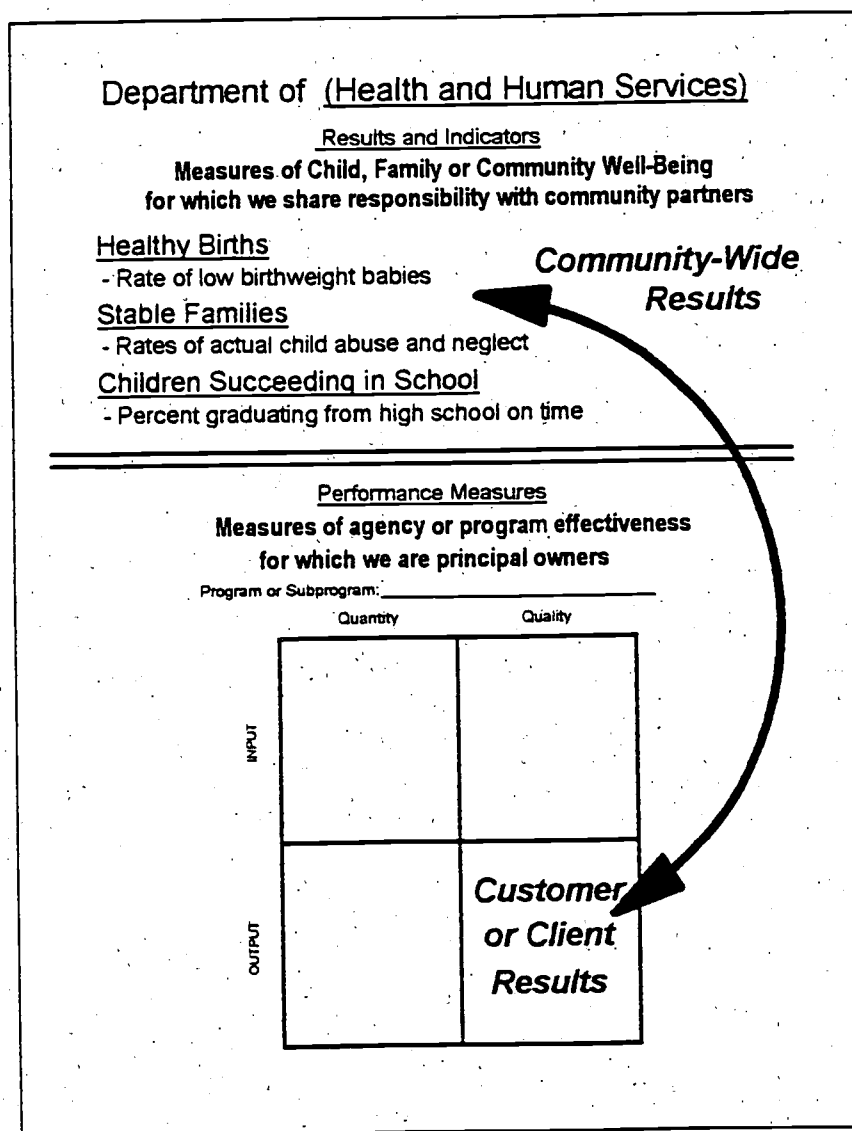 Department of (Health and Human Services)
Results and Indicators
Measures of Child, Family or Community Well-Being
for which we share responsibility with community partners
Healthy Births
- Rate of low birthweight babies
Community-Wide
Results
Stable Families
- Rates of actual child abuse and neglect
Children Succeeding in School
- Percent graduating from high school on time
Performance Measures
Measures of agency or program effectiveness
for which we are principal owners
Program or Subprogram:
Quantity Quality
INPUT
OUTPUT
Customer
or Client
Results